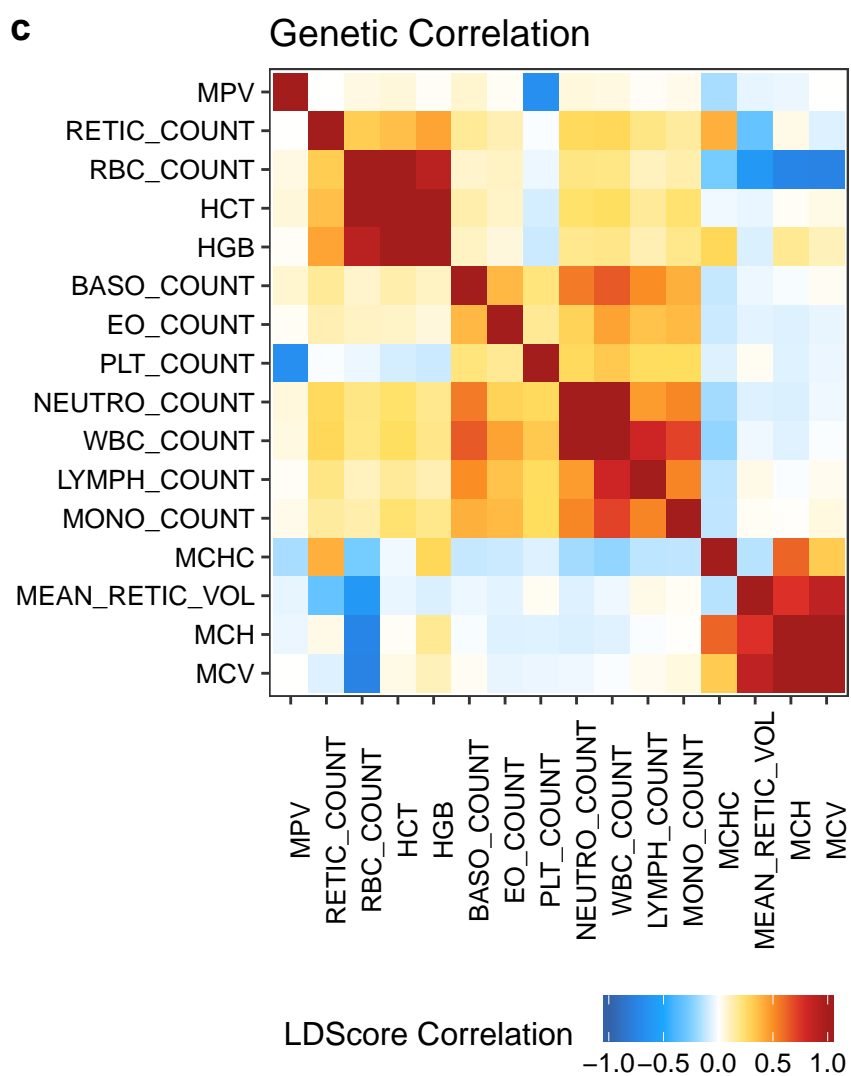 c
Genetic Correlation
MPV
RETIC_COUNT
RBC_COUNT
HCT
HGB
BASO_COUNT
EO_COUNT
PLT_COUNT
NEUTRO_COUNT
WBC_COUNT
LYMPH_COUNT
MONO_COUNT
MCHC
MEAN_RETIC_VOL
MCH
MCV
MPV
RETIC_COUNT
RBC_COUNT
HCT
HGB
BASO_COUNT
EO_COUNT
PLT_COUNT
NEUTRO_COUNT
WBC_COUNT
LYMPH_COUNT
MONO_COUNT
MCHC
MEAN_RETIC_VOL
MCH
MCV
LDScore Correlation
−1.0 −0.5 0.0 0.5 1.0